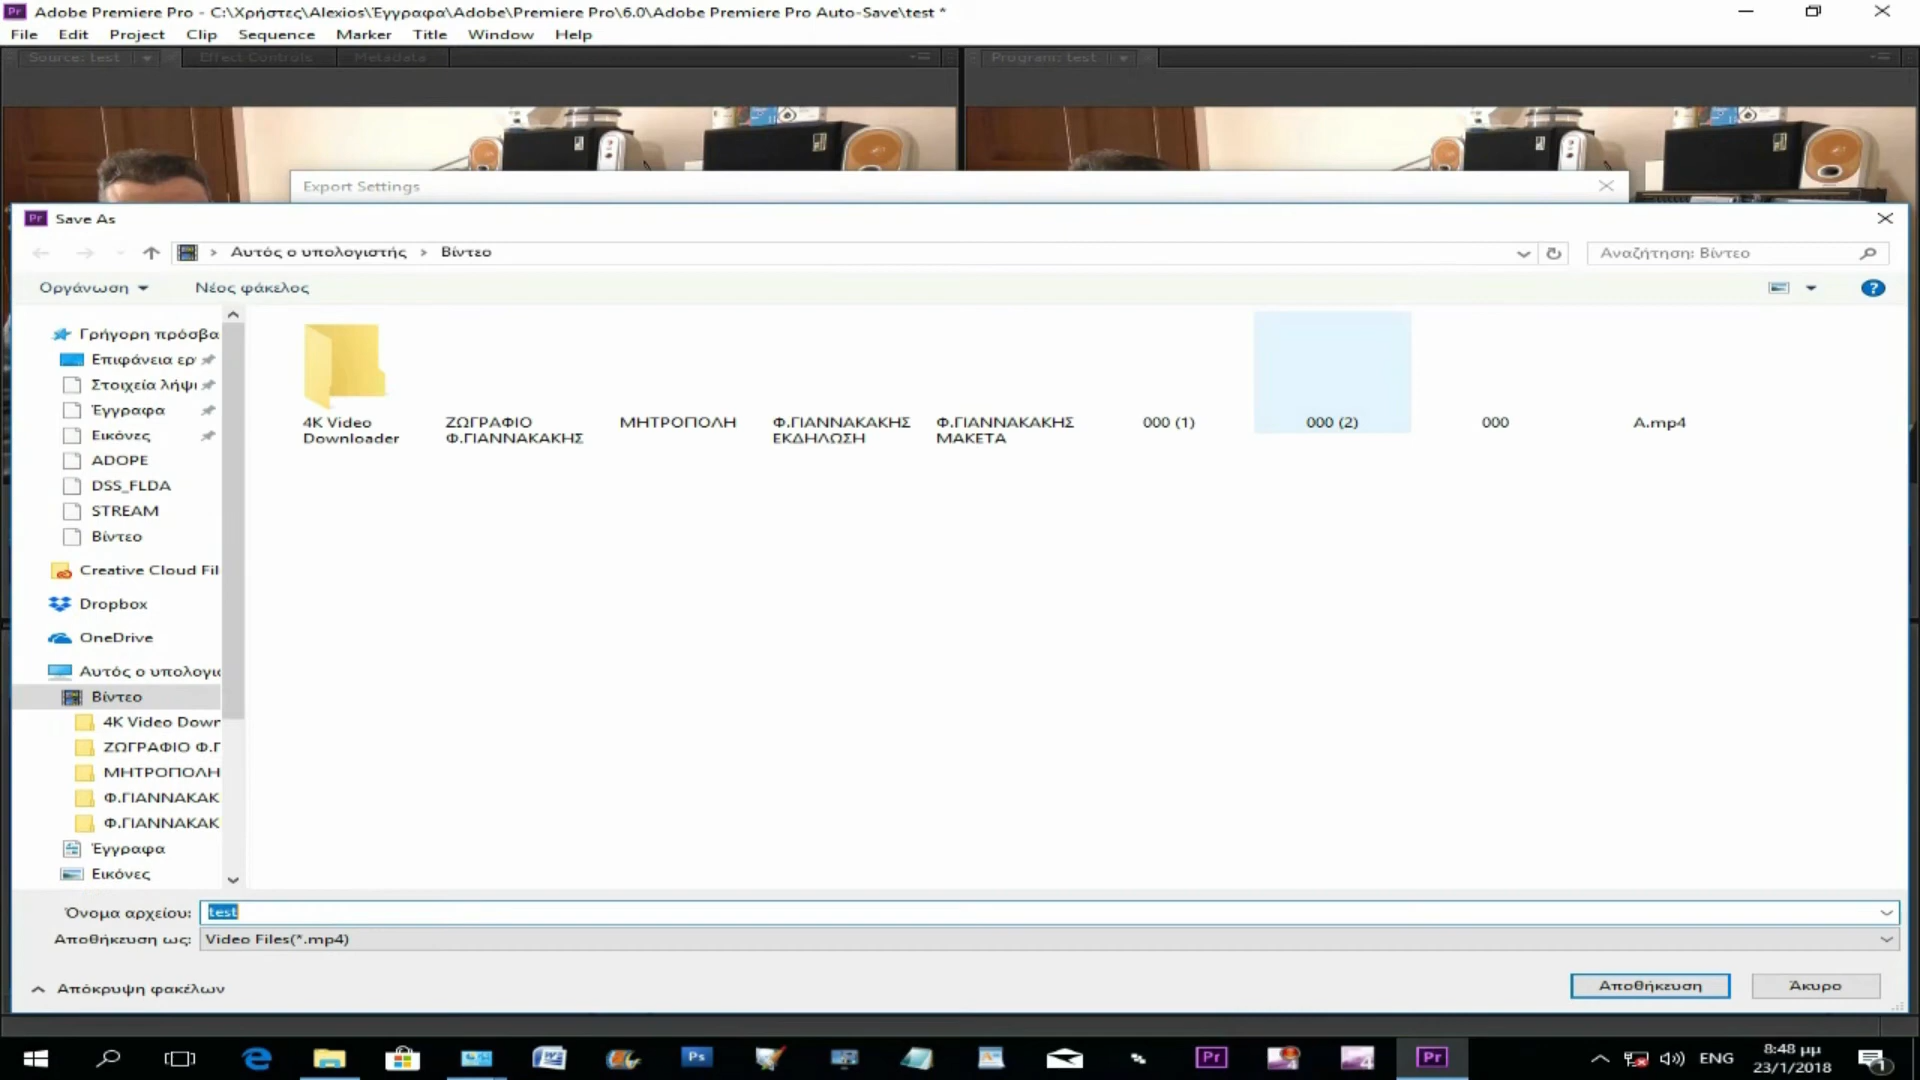 Adobe Premiere Pro - C:\Χρήστες\Alexios\Έγγραφα\Adobe\Premiere Pro\6.0\Adobe Premiere Pro Auto-Save\test *
File Edit Project Clip Sequence Marker Title Window Help
Source: test Effect Controls Metadata Program: test
Export Settings
Pr Save As
Αυτός ο υπολογιστής > Βίντεο Αναζήτηση: Βίντεο
Οργάνωση Νέος φάκελος
Γρήγορη πρόσβα
Επιφάνεια ερ
Στοιχεία λήψι
Έγγραφα
Εικόνες
ADOPE
DSS_FLDA
STREAM
Βίντεο
Creative Cloud Fil
Dropbox
OneDrive
Αυτός ο υπολογι
Βίντεο
4K Video Down
ΖΩΓΡΑΦΙΟ Φ.Γ
ΜΗΤΡΟΠΟΛΗ
Φ.ΓΙΑΝΝΑΚΑΚ
Φ.ΓΙΑΝΝΑΚΑΚ
Έγγραφα
Εικόνες
4K Video Downloader
ΖΩΓΡΑΦΙΟ Φ.ΓΙΑΝΝΑΚΑΚΗΣ
ΜΗΤΡΟΠΟΛΗ
Φ.ΓΙΑΝΝΑΚΑΚΗΣ ΕΚΔΗΛΩΣΗ
Φ.ΓΙΑΝΝΑΚΑΚΗΣ ΜΑΚΕΤΑ
000 (1)
000 (2)
000
A.mp4
Όνομα αρχείου: test
Αποθήκευση ως: Video Files(*.mp4)
Απόκρυψη φακέλων Αποθήκευση Άκυρο
ENG 8:48 μμ
23/1/2018